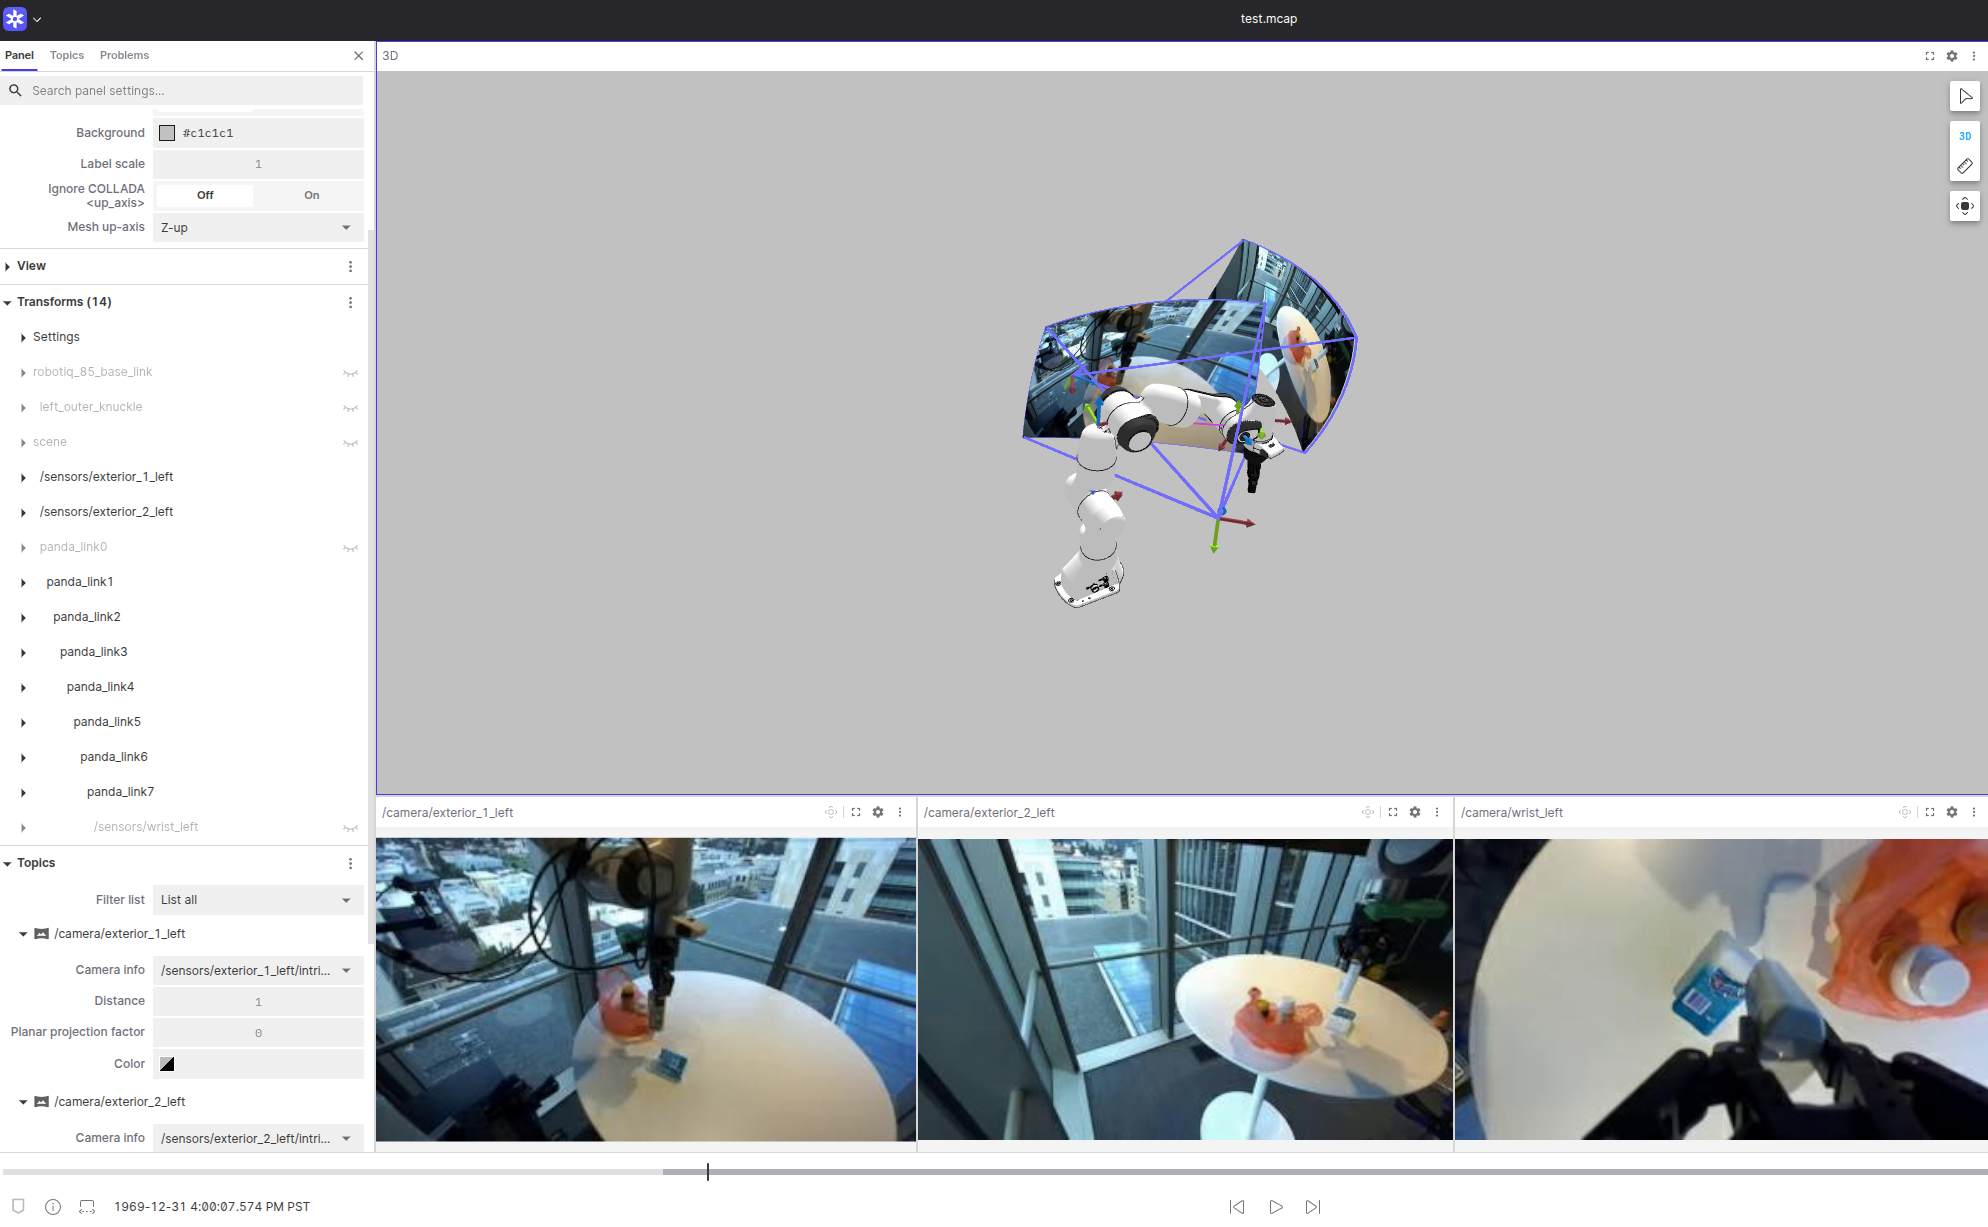 test.mcap
Panel
Topics
Problems
Search panel settings...
Background
#c1c1c1
Label scale
1
Ignore COLLADA
<up_axis>
Off
On
Mesh up-axis
Z-up
View
Transforms (14)
Settings
robotiq_85_base_link
left_outer_knuckle
scene
/sensors/exterior_1_left
/sensors/exterior_2_left
panda_link0
panda_link1
panda_link2
panda_link3
panda_link4
panda_link5
panda_link6
panda_link7
/sensors/wrist_left
Topics
Filter list
List all
/camera/exterior_1_left
Camera info
/sensors/exterior_1_left/intri...
Distance
1
Planar projection factor
0
Color
/camera/exterior_2_left
Camera info
/sensors/exterior_2_left/intri...
3D
3D
/camera/exterior_1_left
/camera/exterior_2_left
/camera/wrist_left
1969-12-31 4:00:07.574 PM PST